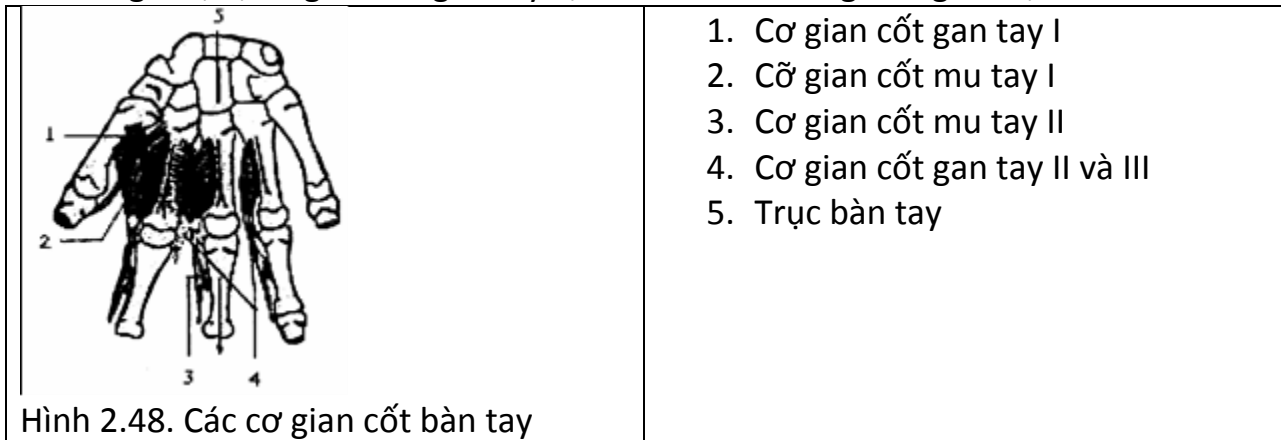 5
1
2
3
4
Hình 2.48. Các cơ gian cốt bàn tay
1. Cơ gian cốt gan tay I
2. Cỡ gian cốt mu tay I
3. Cơ gian cốt mu tay II
4. Cơ gian cốt gan tay II và III
5. Trục bàn tay